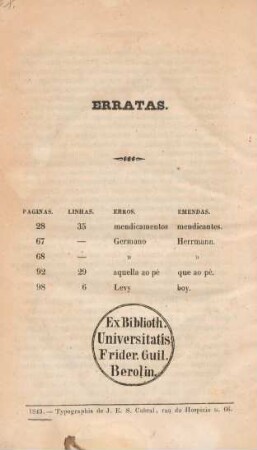 ERRATAS.
PAGINAS. LINHAS. ERROS. EMENDAS.
28 35 mendicamentos mendicantes.
67 — Germano Herrmann.
68 — » »
92 29 aquella ao pé que ao pé.
98 6 Levy boy.
Ex Biblioth.
Universitatis
Frider. Guil.
Berolin.
1843. — Typographia de J. E. S. Cabral, rua do Hospicio n. 66.